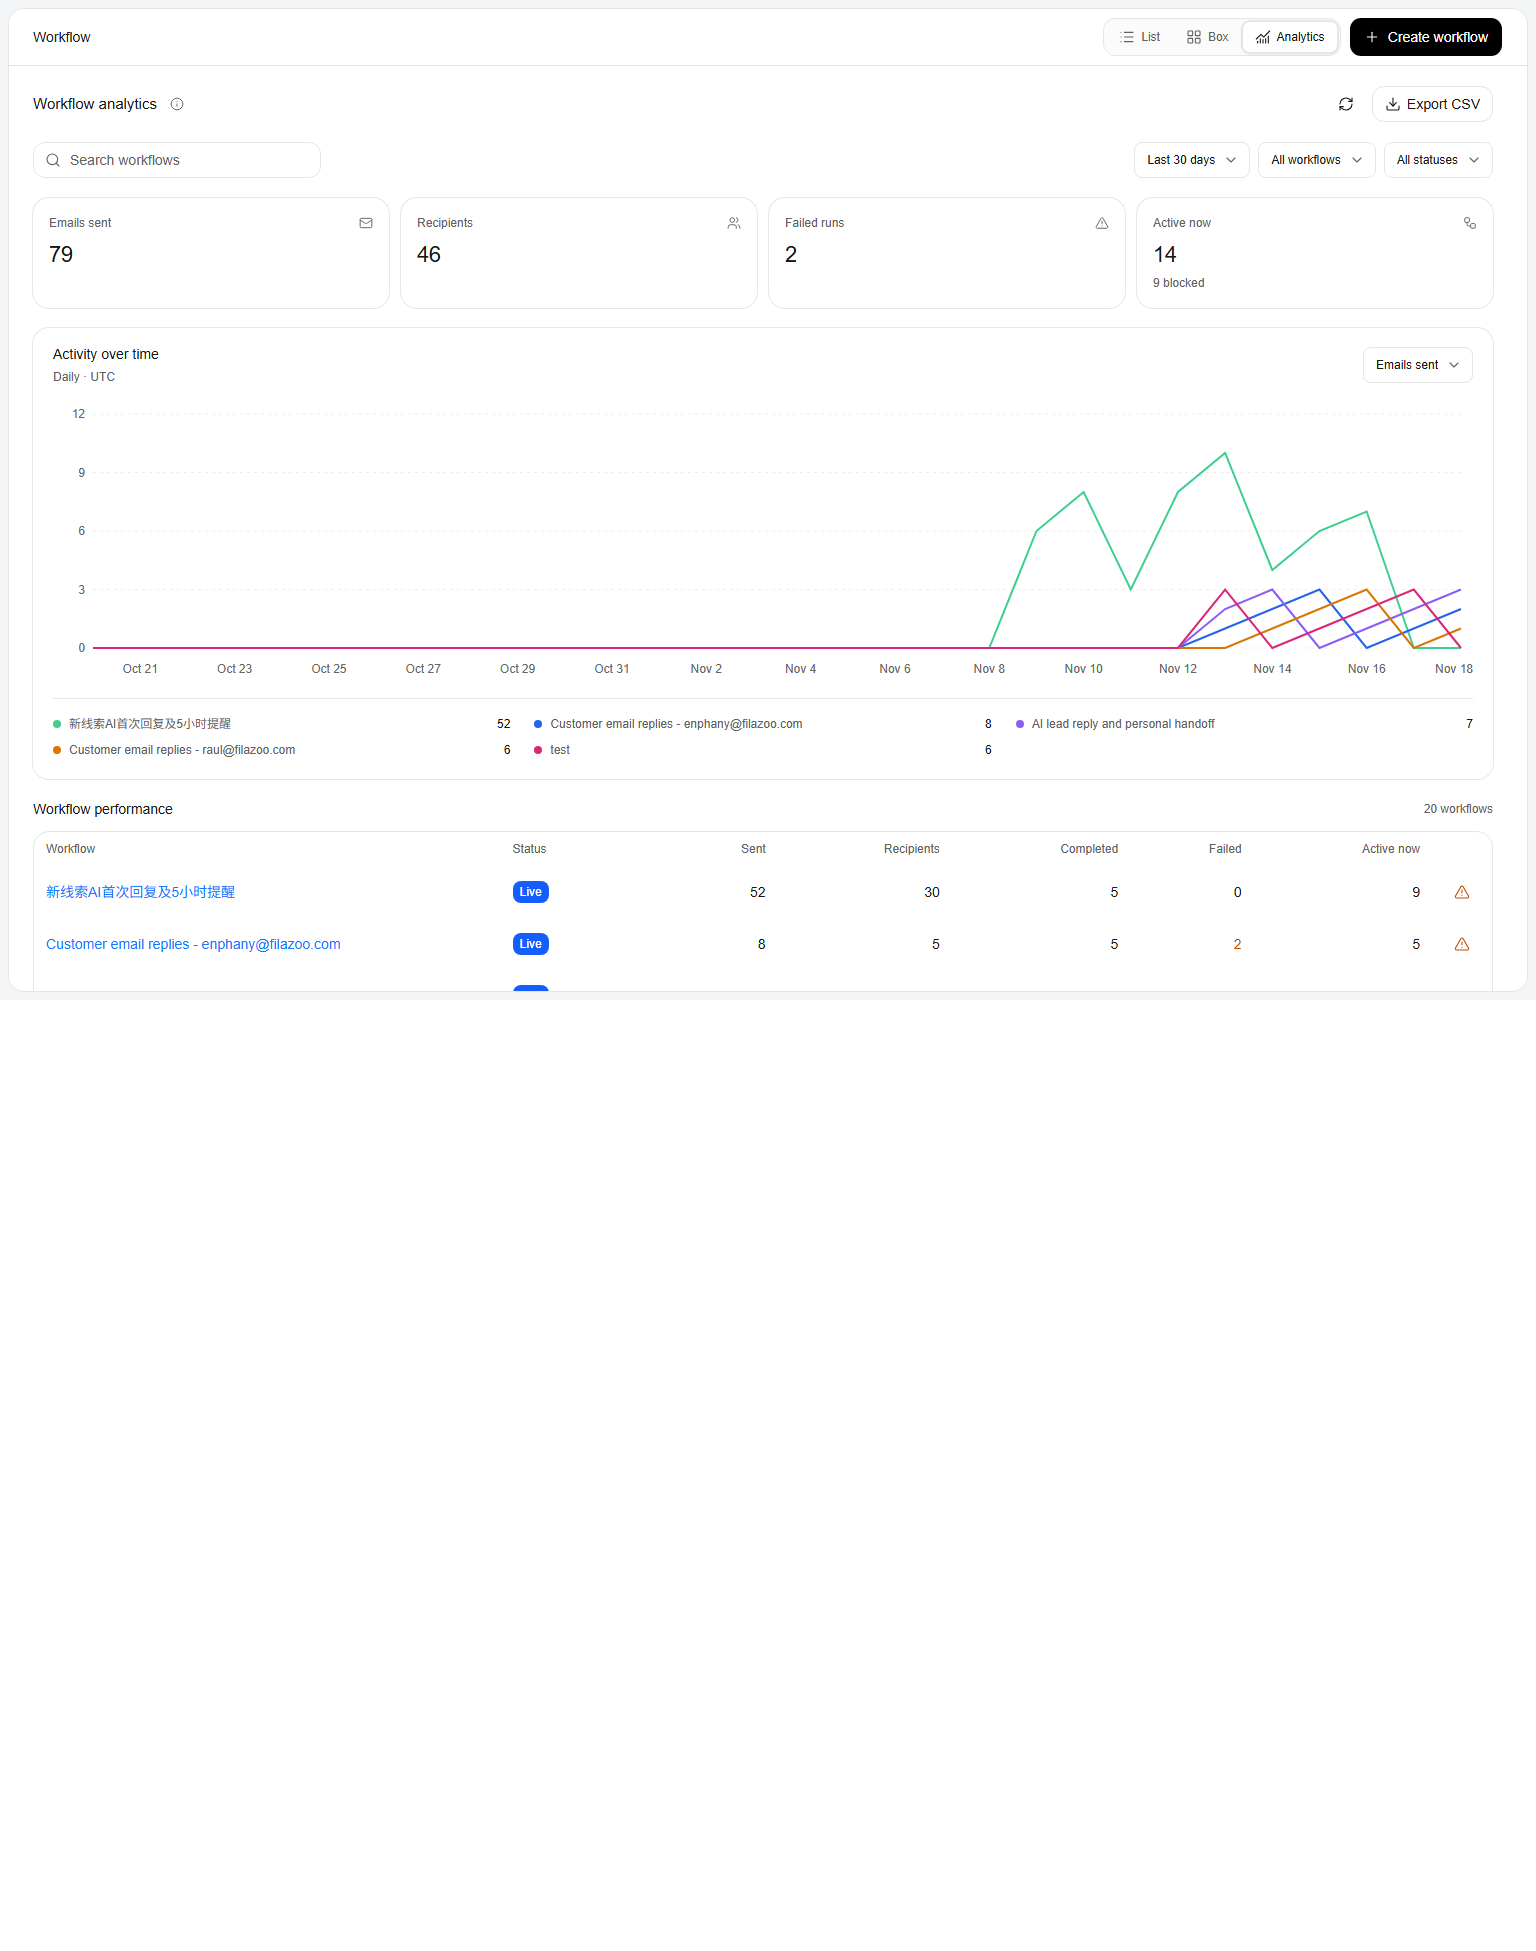 Workflow
List
Box
Analytics
Create workflow
Workflow analytics
Export CSV
Search workflows
Last 30 days
All workflows
All statuses
Emails sent
79
Recipients
46
Failed runs
2
Active now
14
9 blocked
Activity over time
Daily · UTC
Emails sent
12
9
6
3
0
Oct 21 Oct 23 Oct 25 Oct 27 Oct 29 Oct 31 Nov 2 Nov 4 Nov 6 Nov 8 Nov 10 Nov 12 Nov 14 Nov 16 Nov 18
新线索AI首次回复及5小时提醒 52
Customer email replies - enphany@filazoo.com 8
AI lead reply and personal handoff 7
Customer email replies - raul@filazoo.com 6
test 6
Workflow performance
20 workflows
Workflow Status Sent Recipients Completed Failed Active now
新线索AI首次回复及5小时提醒 Live 52 30 5 0 9
Customer email replies - enphany@filazoo.com Live 8 5 5 2 5